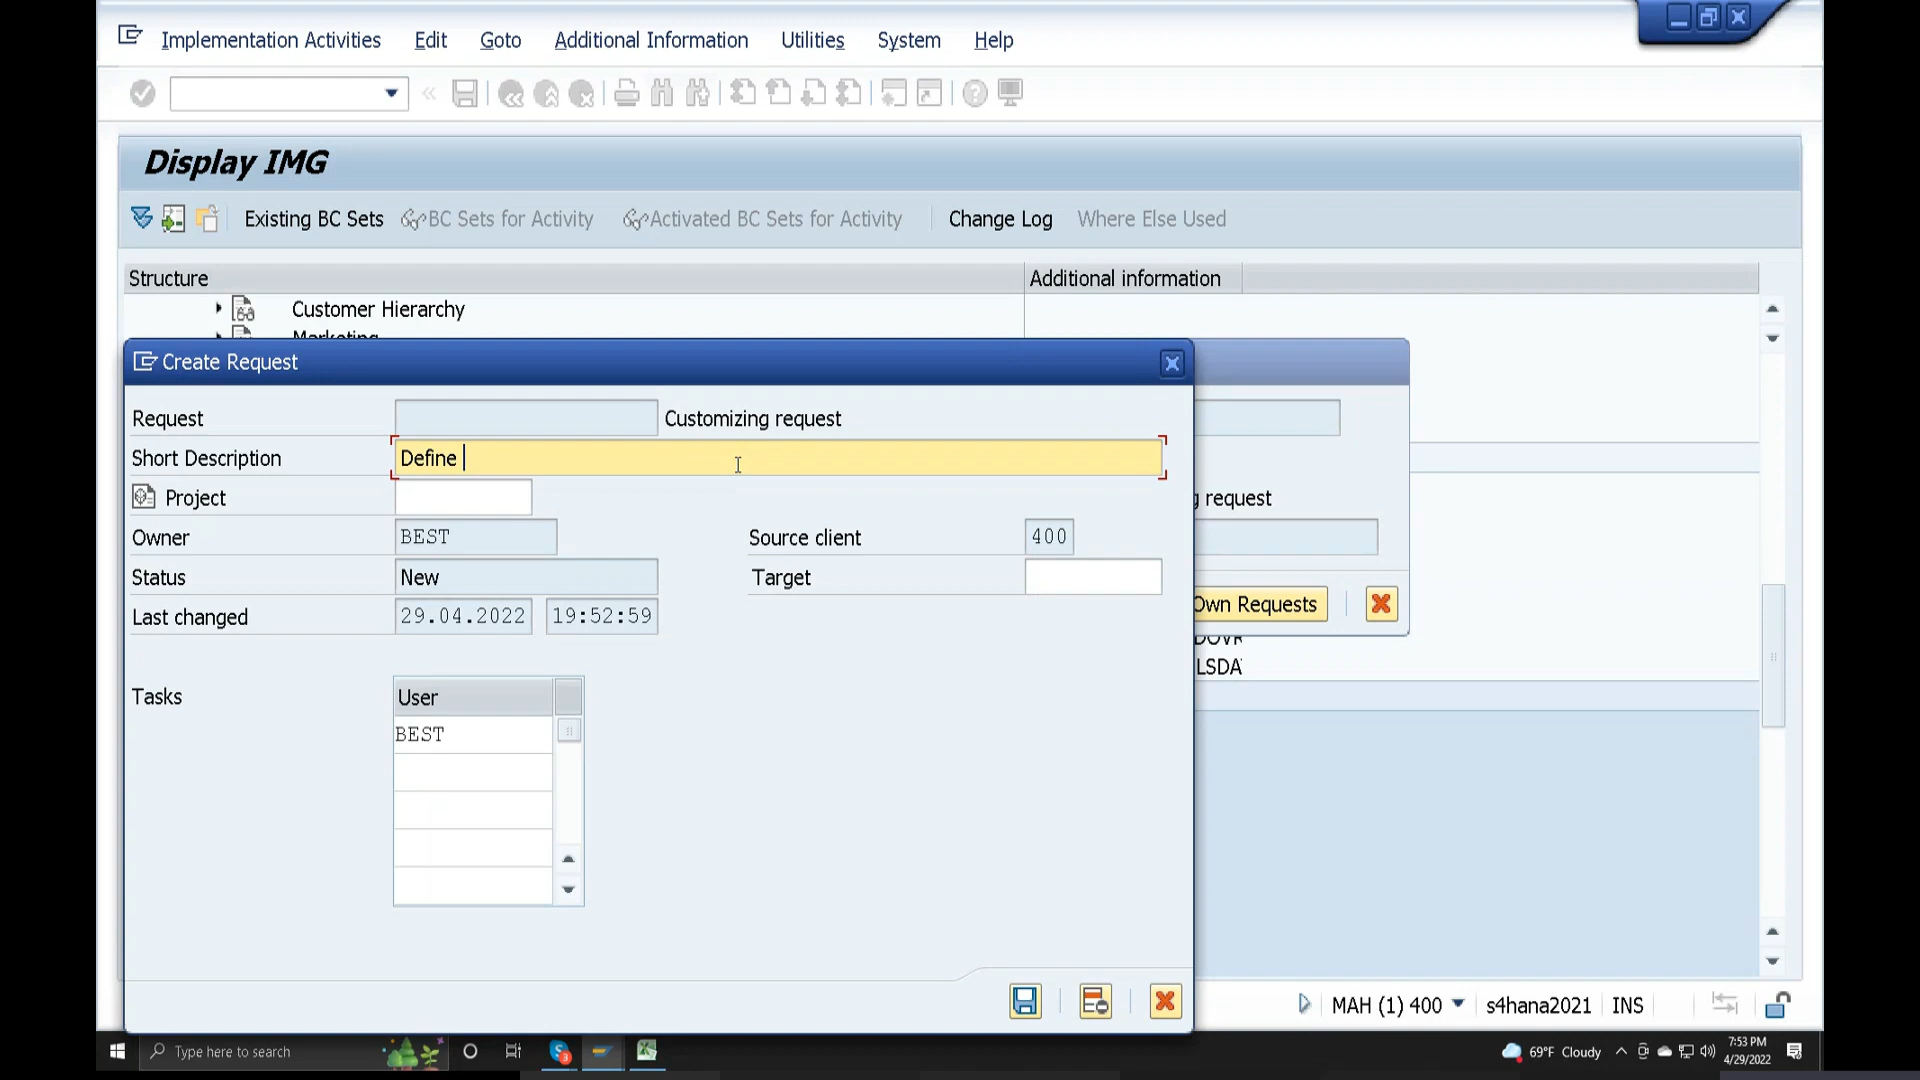 Implementation Activities Edit Goto Additional Information Utilities System Help
Display IMG
Existing BC Sets BC Sets for Activity Activated BC Sets for Activity Change Log Where Else Used
Structure Additional information
Customer Hierarchy
Marketing
Create Request
Request Customizing request
Short Description Define
Project
request
Owner BEST Source client 400
Status New Target
Own Requests
Last changed 29.04.2022 19:52:59
LSDA
Tasks User
BEST
MAH (1) 400 s4hana2021 INS
Type here to search
3
69°F Cloudy
7:53 PM
4/29/2022